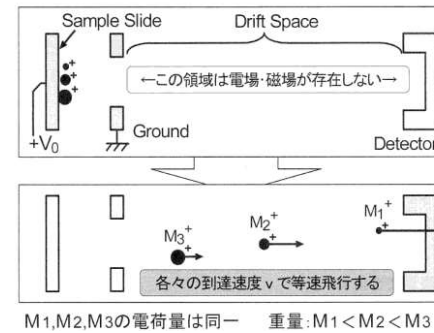 Sample Slide
Drift Space
←この領域は電場・磁場が存在しない→
+
+
+
+V₀
Ground
Detector
M₃⁺
+
M₂⁺
+
M₁⁺
+
各々の到達速度 v で等速飛行する
M1,M2,M3の電荷量は同一 重量:M1<M2<M3